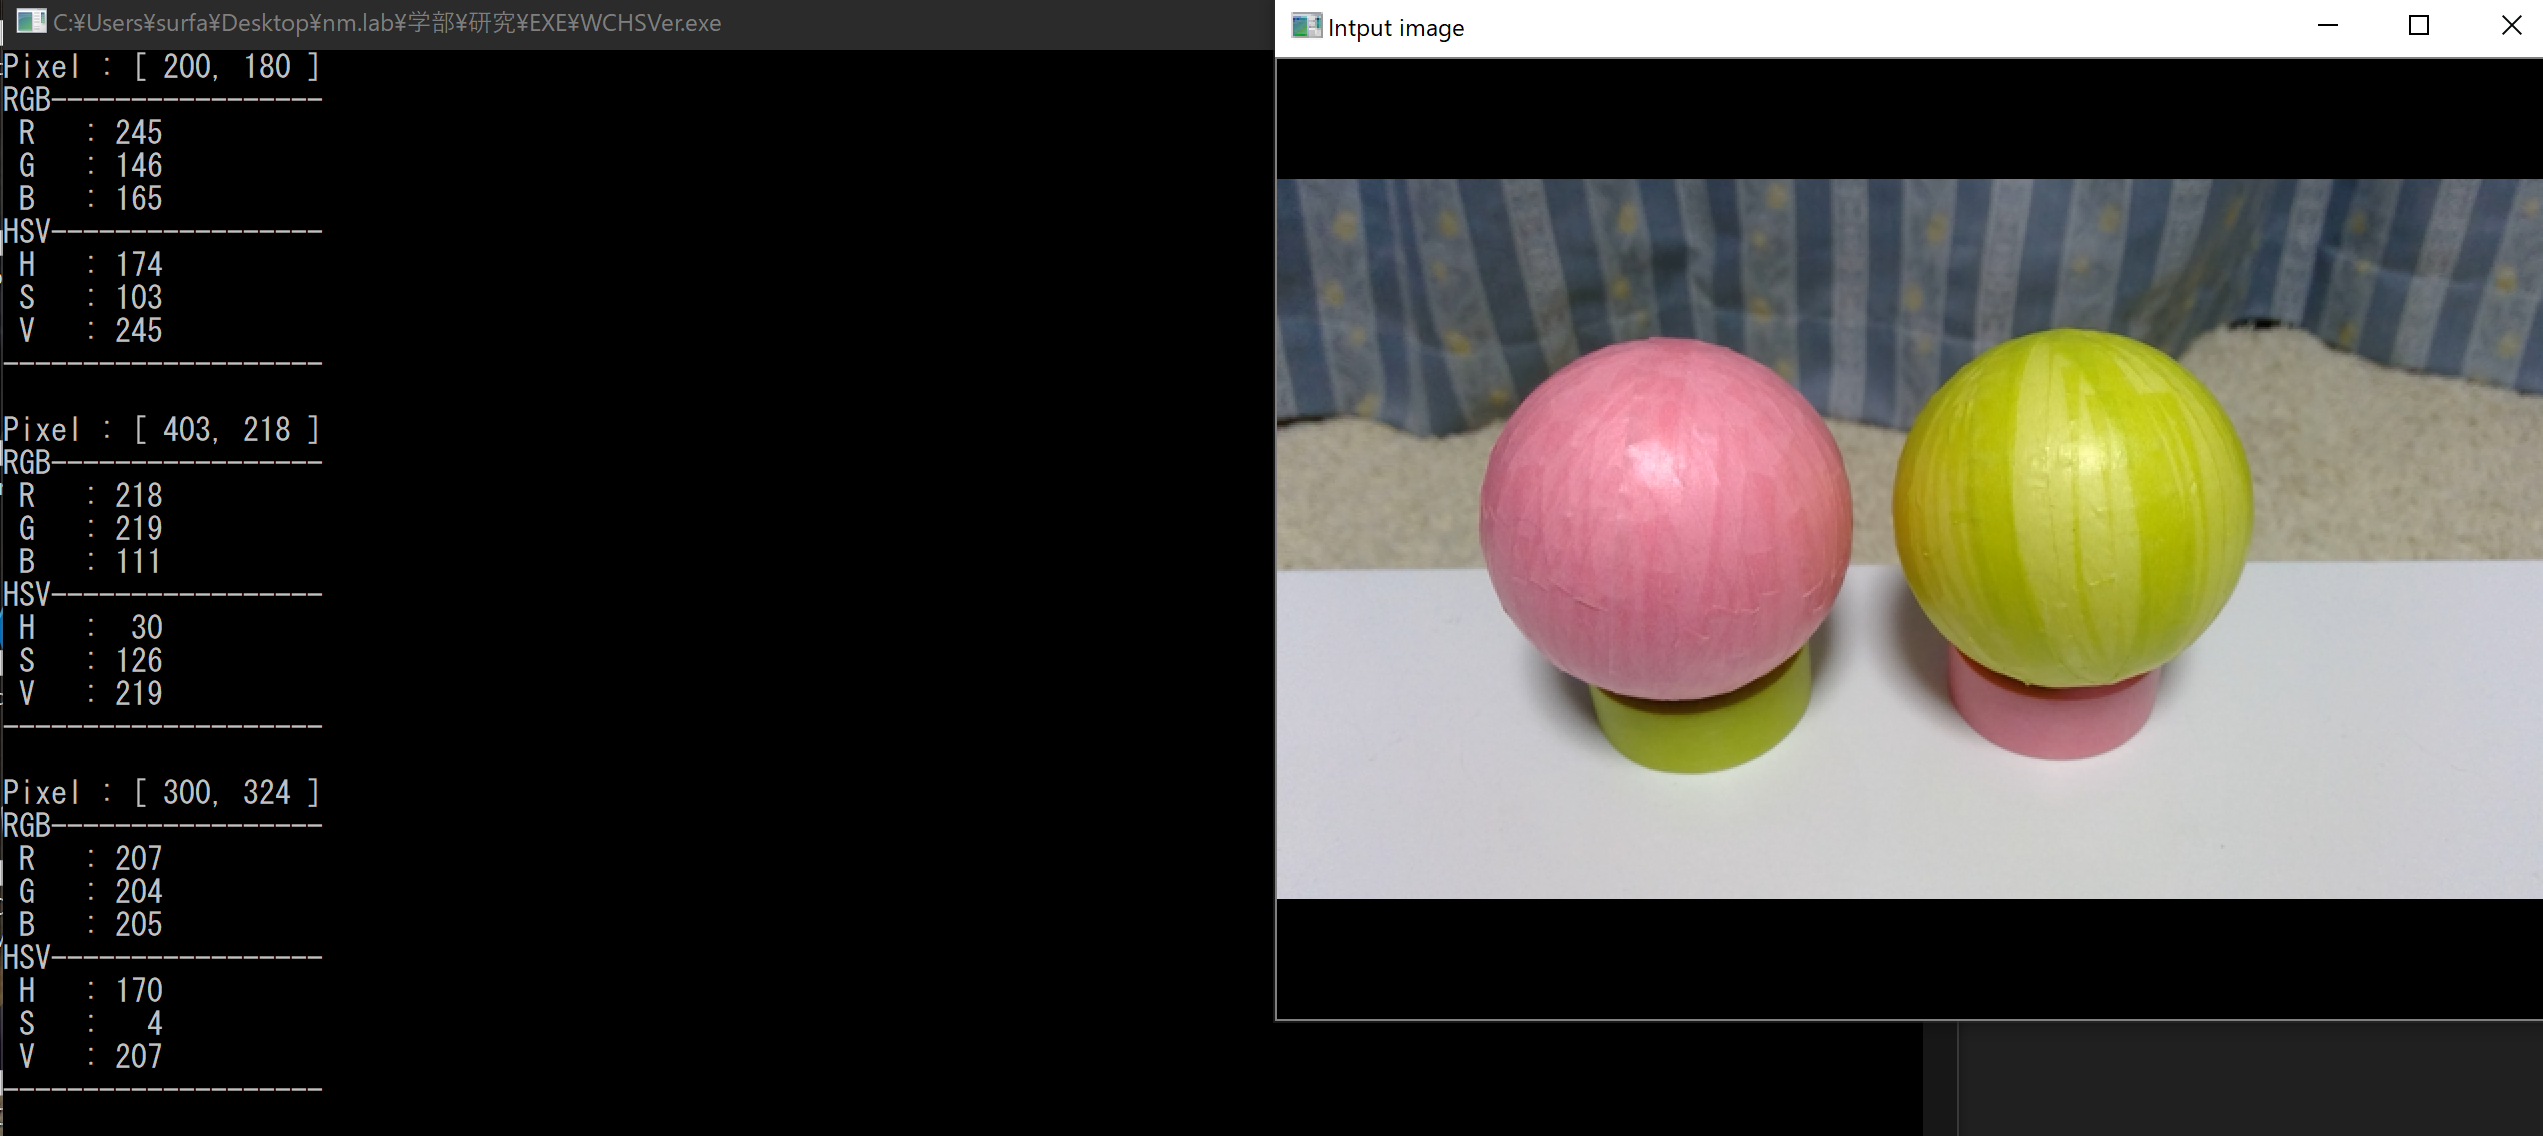 C:¥Users¥surfa¥Desktop¥nm.lab¥学部¥研究¥EXE¥WCHSVer.exe
Pixel : [ 200, 180 ]
RGB-----------------
R : 245
G : 146
B : 165
HSV-----------------
H : 174
S : 103
V : 245
--------------------
Pixel : [ 403, 218 ]
RGB-----------------
R : 218
G : 219
B : 111
HSV-----------------
H : 30
S : 126
V : 219
--------------------
Pixel : [ 300, 324 ]
RGB-----------------
R : 207
G : 204
B : 205
HSV-----------------
H : 170
S : 4
V : 207
--------------------
Intput image